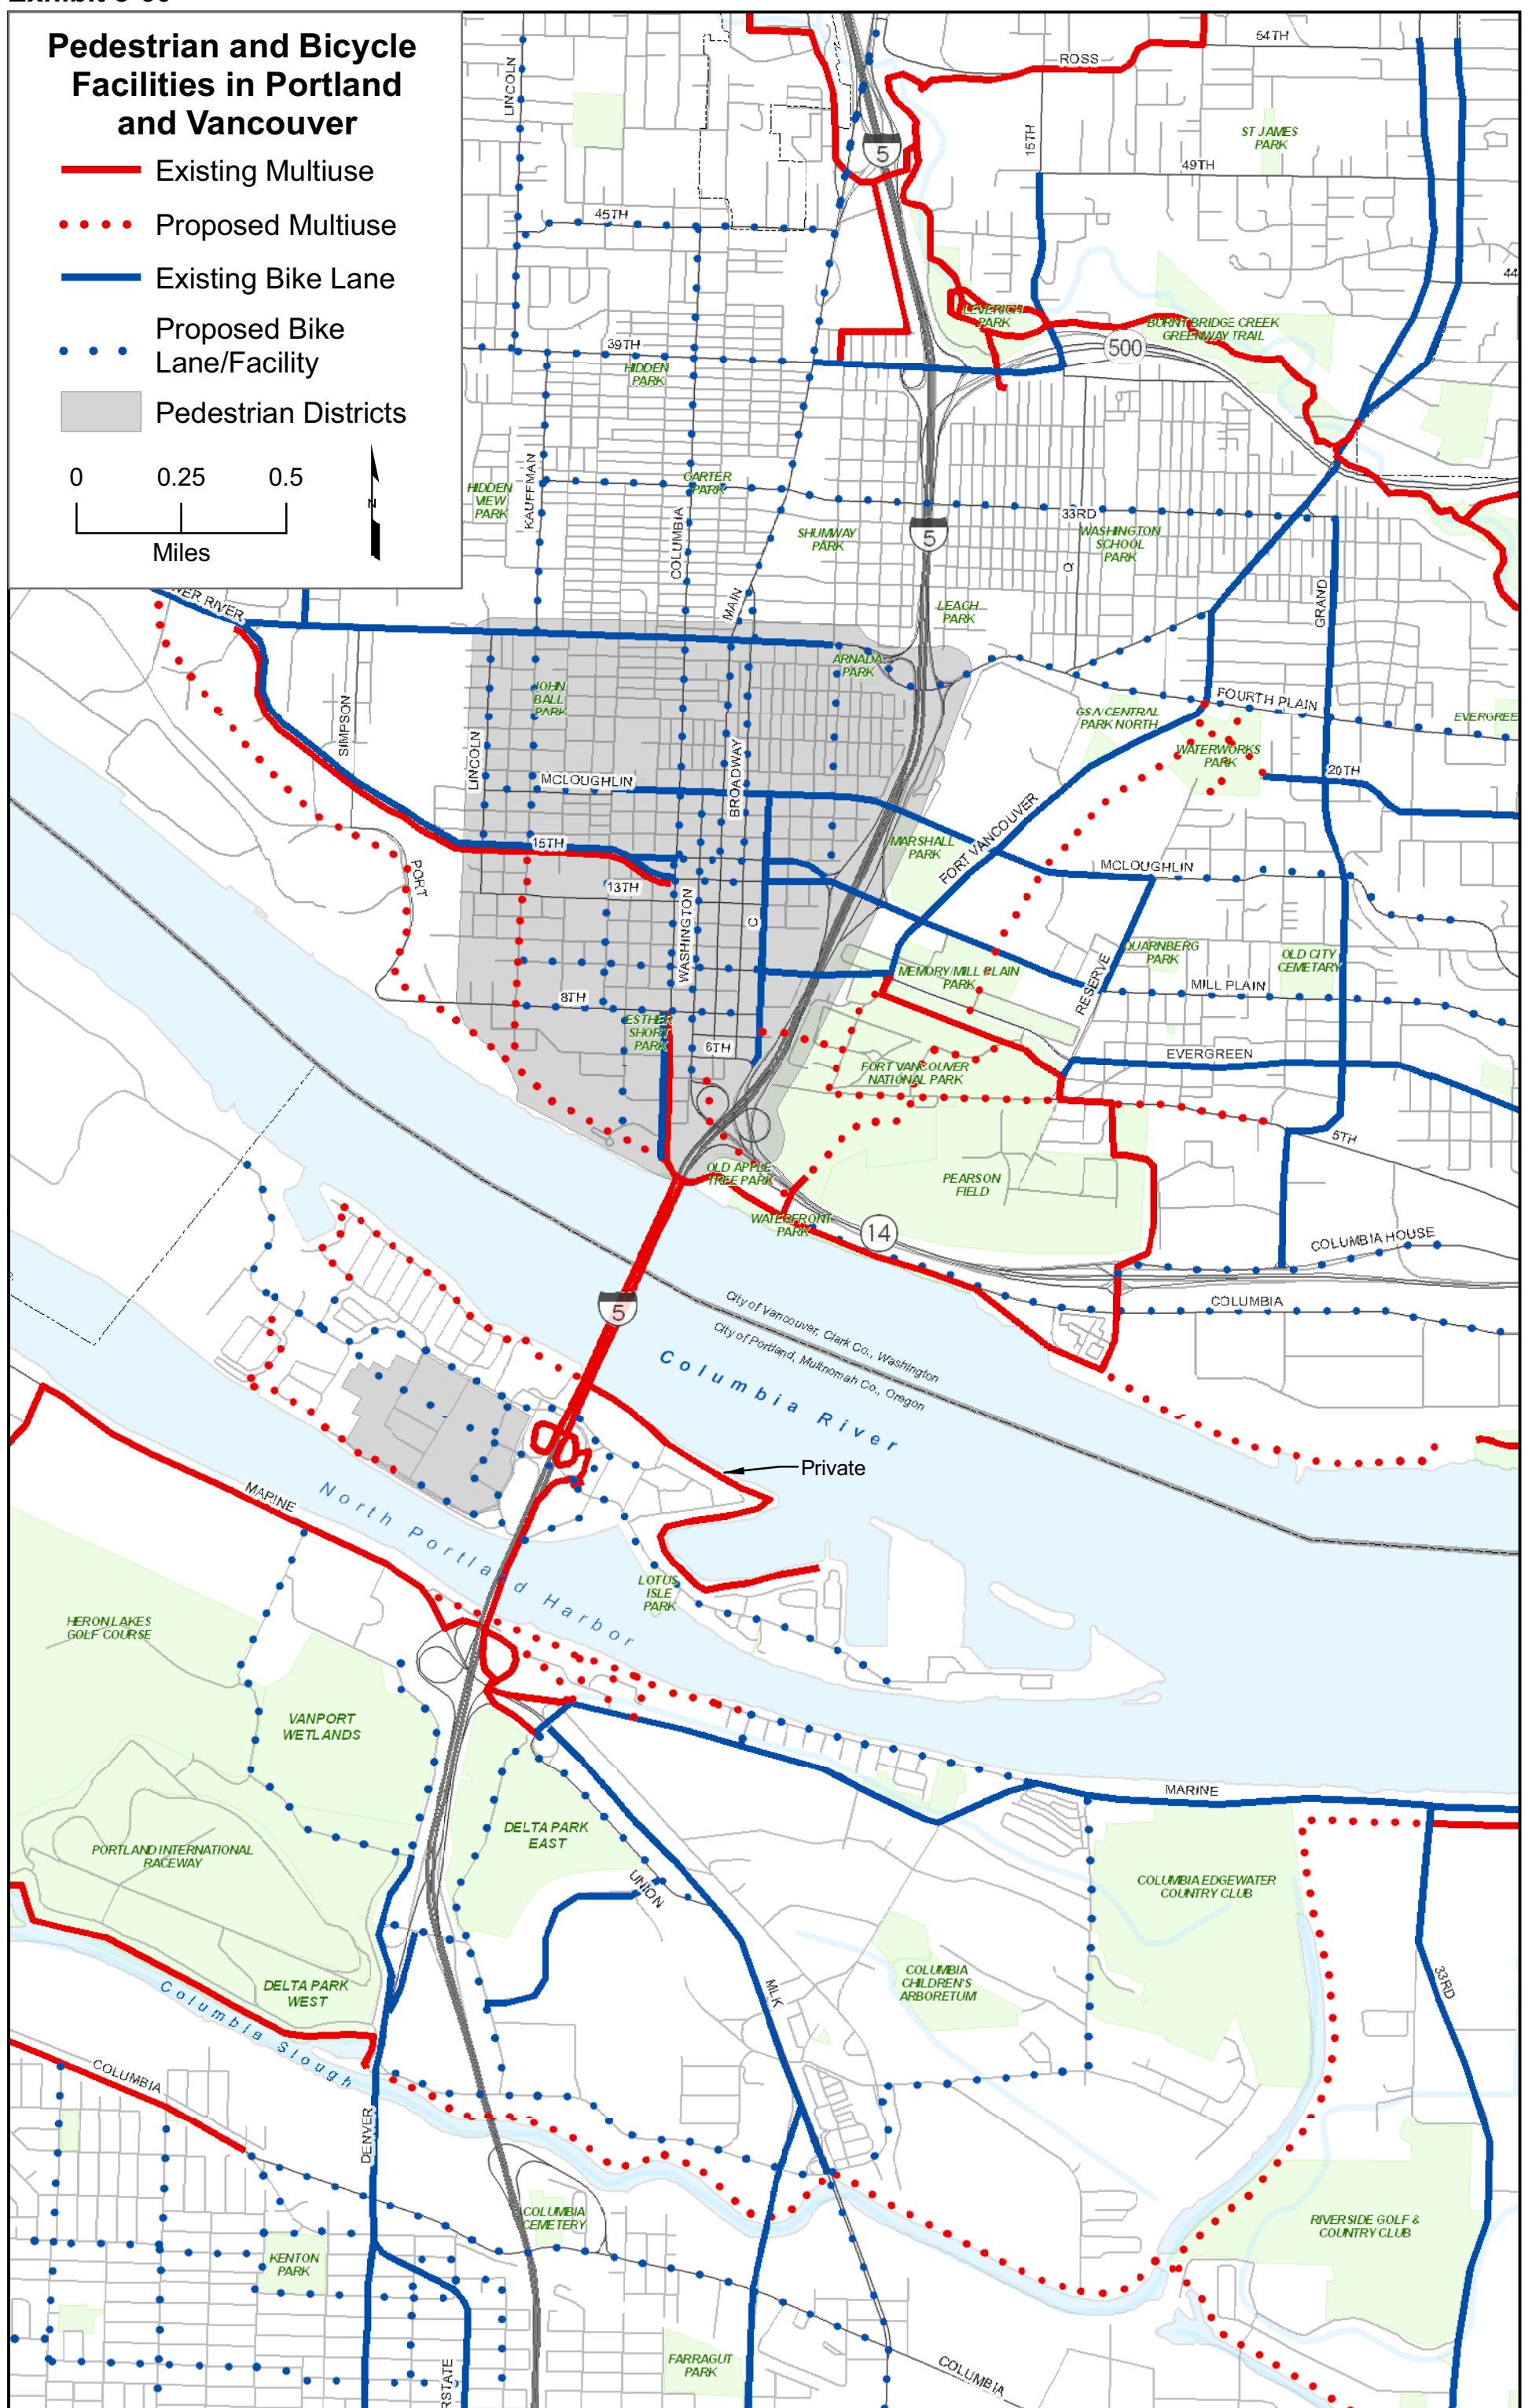 Pedestrian and Bicycle
Facilities in Portland
and Vancouver
Existing Multiuse
Proposed Multiuse
Existing Bike Lane
Proposed Bike
Lane/Facility
Pedestrian Districts
0 0.25 0.5
Miles
N
LINCOLN
54TH
ROSS
5
15TH
ST JAMES
PARK
49TH
45TH
44
LEVERICH
PARK
BURNT BRIDGE CREEK
GREENWAY TRAIL
500
39TH
HIDDEN
PARK
KAUFFMAN
HIDDEN
VIEW
PARK
CARTER
PARK
COLUMBIA
SHUMWAY
PARK
5
33RD
WASHINGTON
SCHOOL
PARK
Q
MAIN
LEACH
PARK
GRAND
RIVER
ARNADA
PARK
JOHN
BALL
PARK
SIMPSON
LINCOLN
BROADWAY
GSA CENTRAL
PARK NORTH
FOURTH PLAIN
EVERGREE
WATERWORKS
PARK
20TH
MCLOUGHLIN
MARSHALL
PARK
FORT VANCOUVER
MCLOUGHLIN
15TH
13TH
PORT
WASHINGTON
C
MEMORY/MILL PLAIN
PARK
RESERVE
QUARNBERG
PARK
OLD CITY
CEMETARY
MILL PLAIN
8TH
ESTHER
SHORT
PARK
6TH
EVERGREEN
FORT VANCOUVER
NATIONAL PARK
5TH
OLD APPLE
TREE PARK
PEARSON
FIELD
WATERFRONT
PARK
14
COLUMBIA HOUSE
COLUMBIA
5
City of Vancouver, Clark Co., Washington
City of Portland, Multnomah Co., Oregon
Columbia River
Private
MARINE
North Portland Harbor
LOTUS
ISLE
PARK
HERON LAKES
GOLF COURSE
VANPORT
WETLANDS
MARINE
DELTA PARK
EAST
PORTLAND INTERNATIONAL
RACEWAY
UNION
COLUMBIA EDGEWATER
COUNTRY CLUB
COLUMBIA
CHILDREN'S
ARBORETUM
MLK
33RD
DELTA PARK
WEST
Columbia Slough
COLUMBIA
DENVER
COLUMBIA
CEMETERY
KENTON
PARK
RIVERSIDE GOLF &
COUNTRY CLUB
FARRAGUT
PARK
COLUMBIA
RSTATE